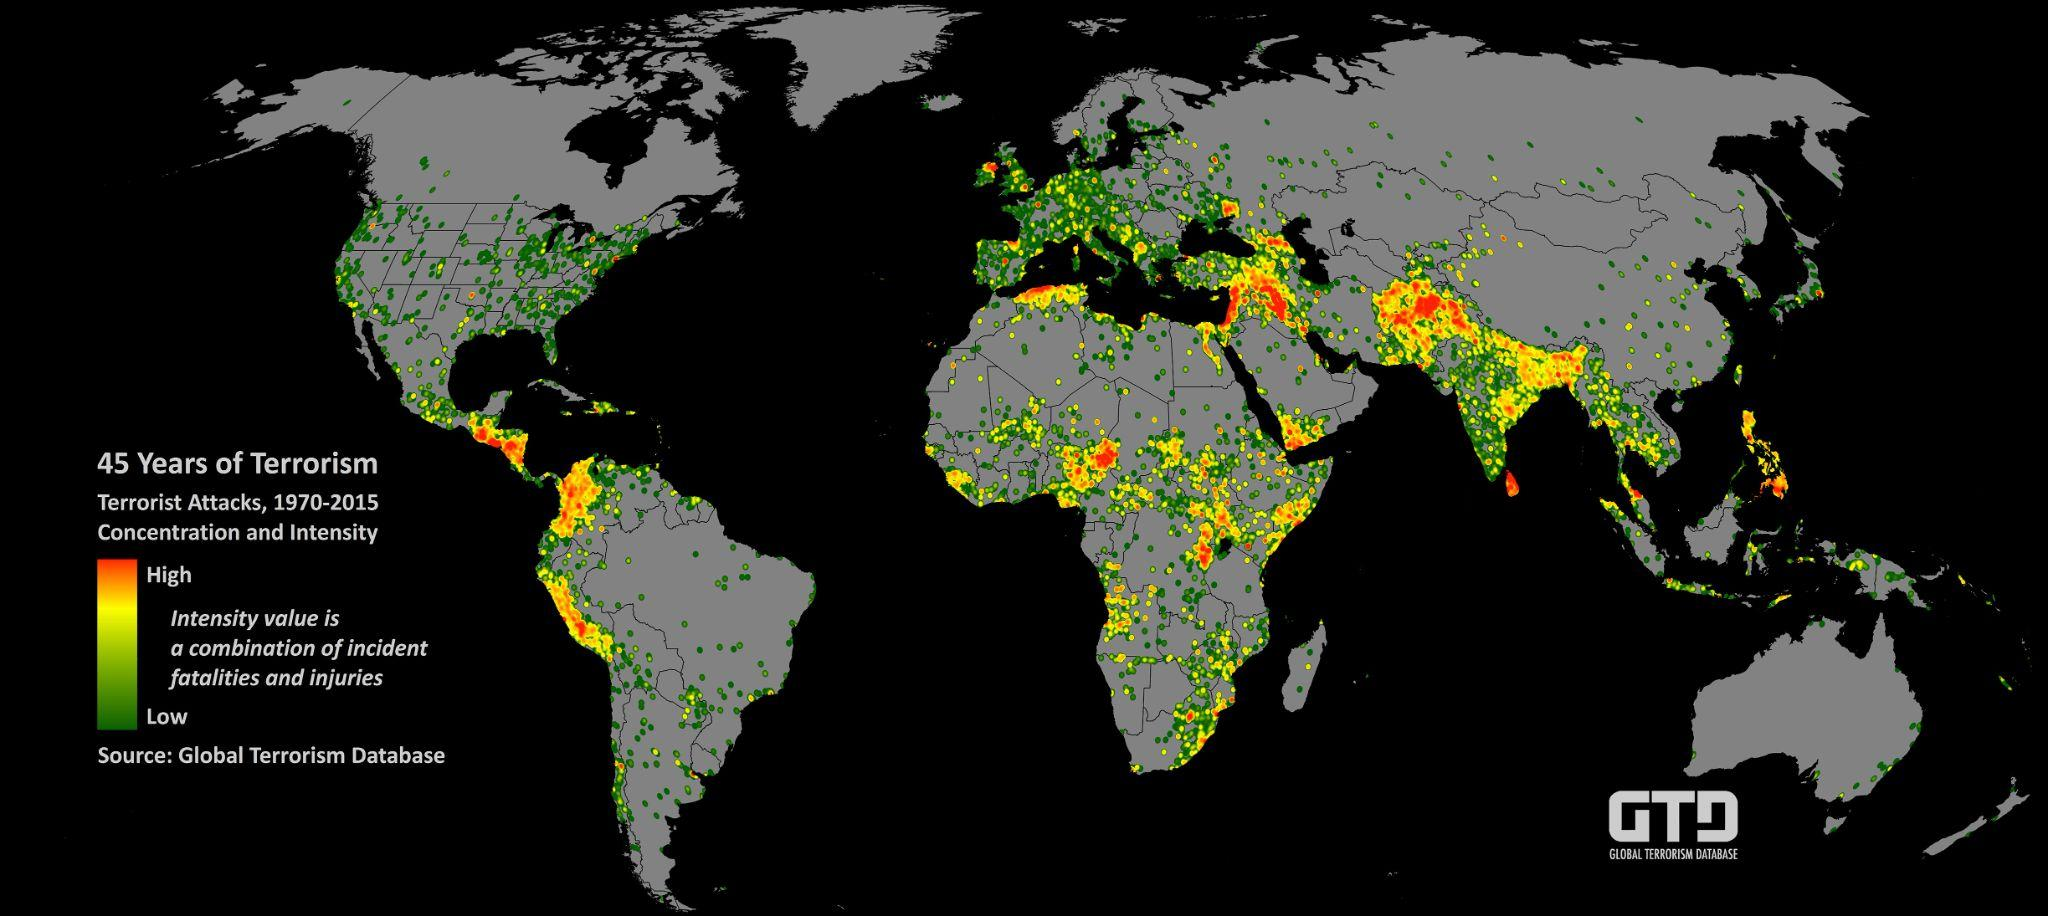 45 Years of Terrorism
Terrorist Attacks, 1970-2015
Concentration and Intensity
High
Intensity value is
a combination of incident
fatalities and injuries
Low
Source: Global Terrorism Database
GTD
GLOBAL TERRORISM DATABASE